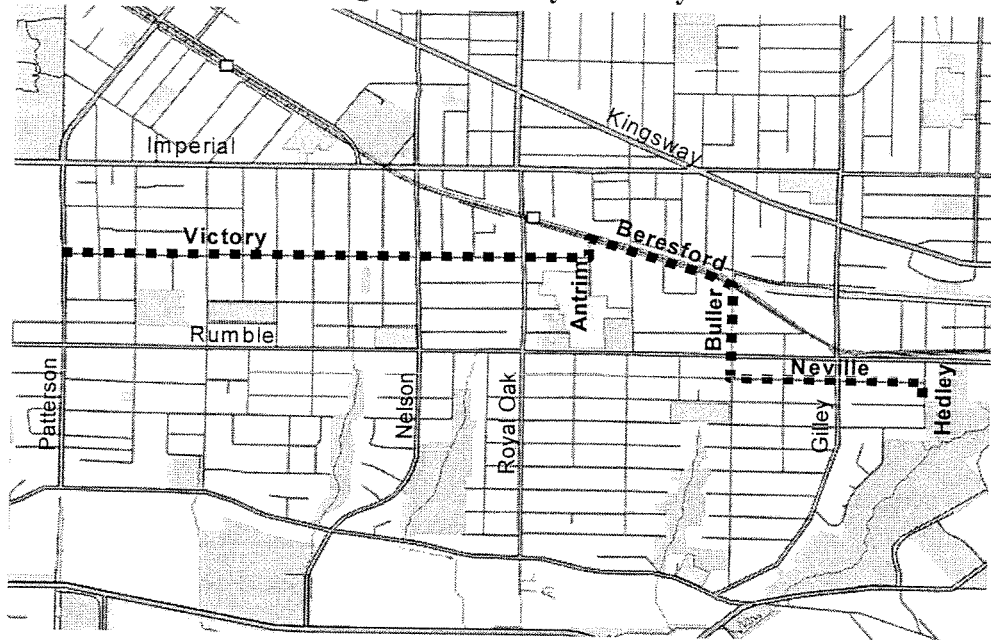 Kingsway
Imperial
Victory
Beresford
Antrim
Buller
Rumble
Neville
Patterson
Nelson
Royal Oak
Gilley
Hedley